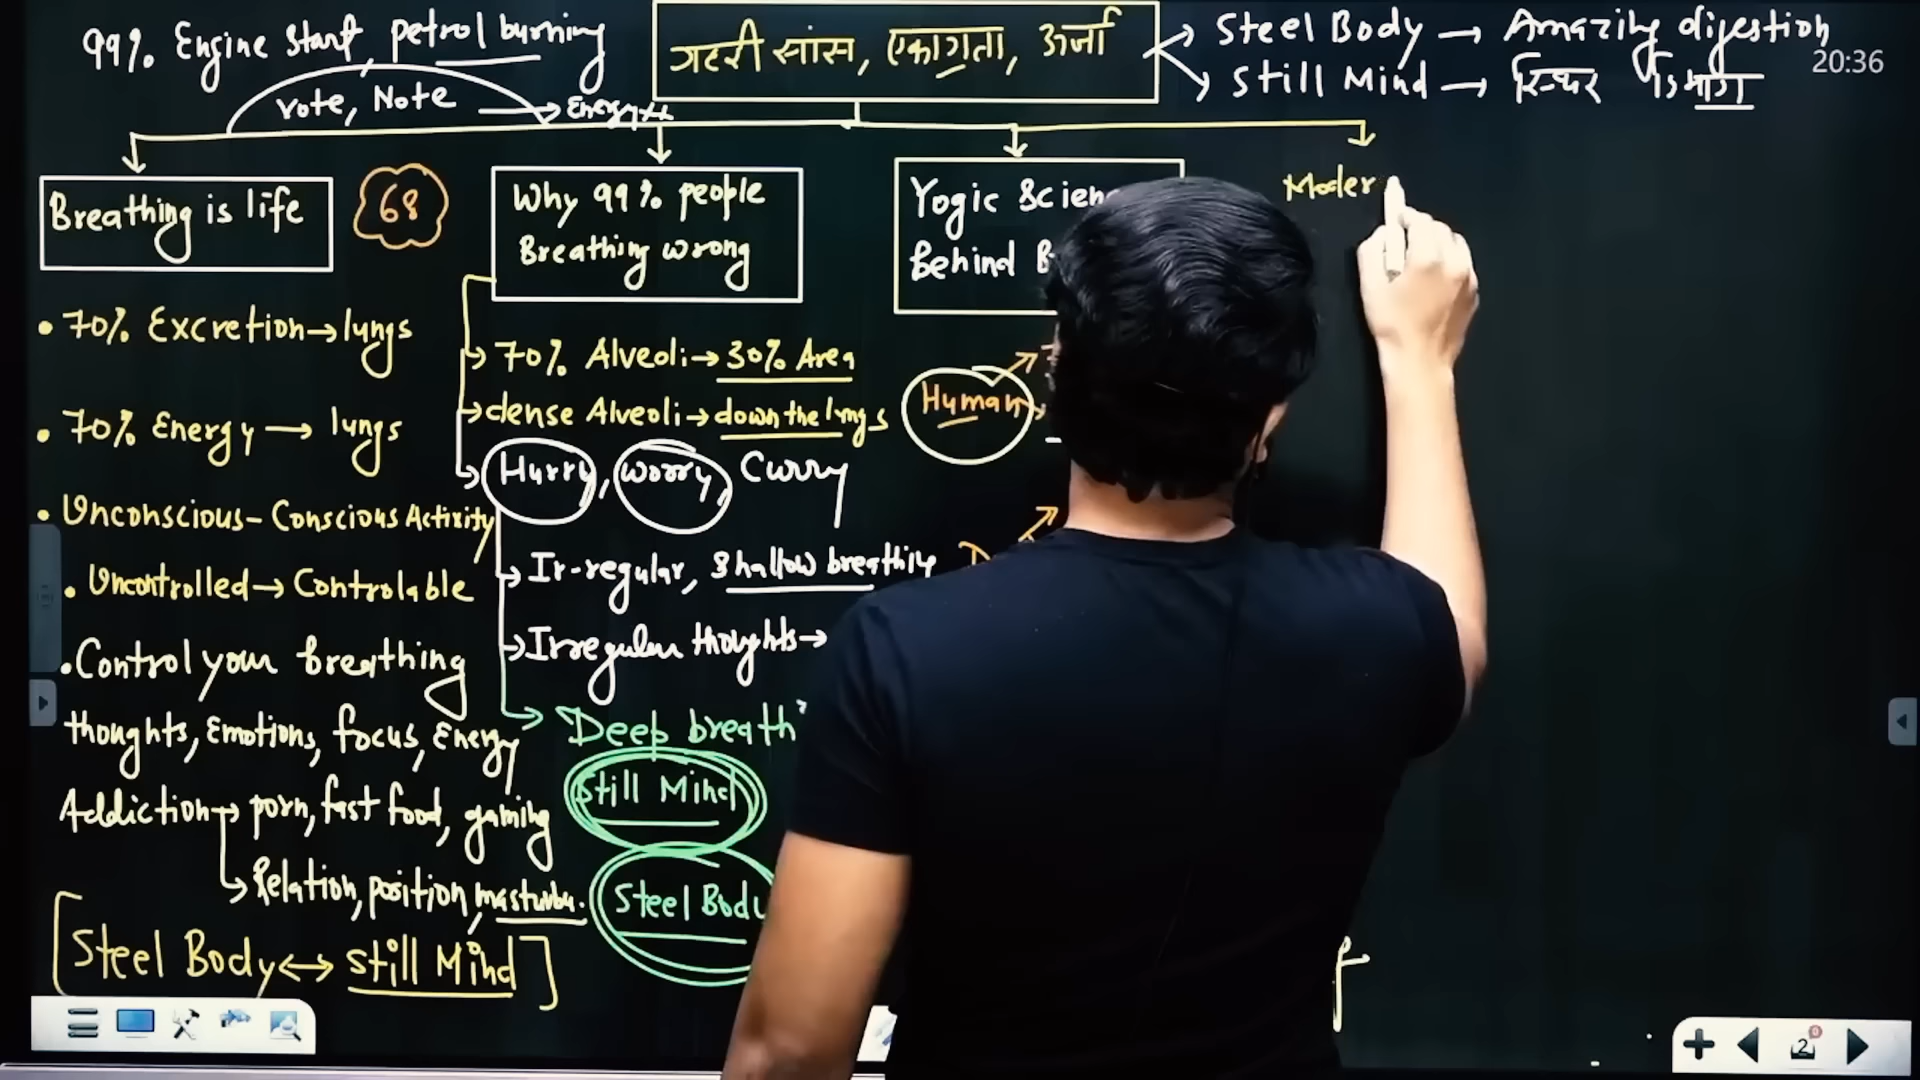 99% Engine start, petrol burning
vote, Note → Energy++
गहरी सांस, एकाग्रता, ऊर्जा
Steel Body → Amazing digestion
Still Mind → स्थिर दिमाग
20:36
Breathing is life
68
• 70% Excretion → lungs
• 70% Energy → lungs
• Unconscious - Conscious Activity
• Uncontrolled → Controlable
• Control your breathing
thoughts, Emotions, focus, Energy
Addiction → porn, fast food, gaming
Relation, position, masturba.
[Steel Body ↔ still Mind]
Why 99% people
Breathing wrong
70% Alveoli → 30% Area
dense Alveoli → down the lungs
Hurry, worry, Curry
Ir-regular, Shallow breathing
Irregular thoughts →
Deep breath
Still Mind
Steel Body
Yogic Scien
Behind B
Human
Moder
2